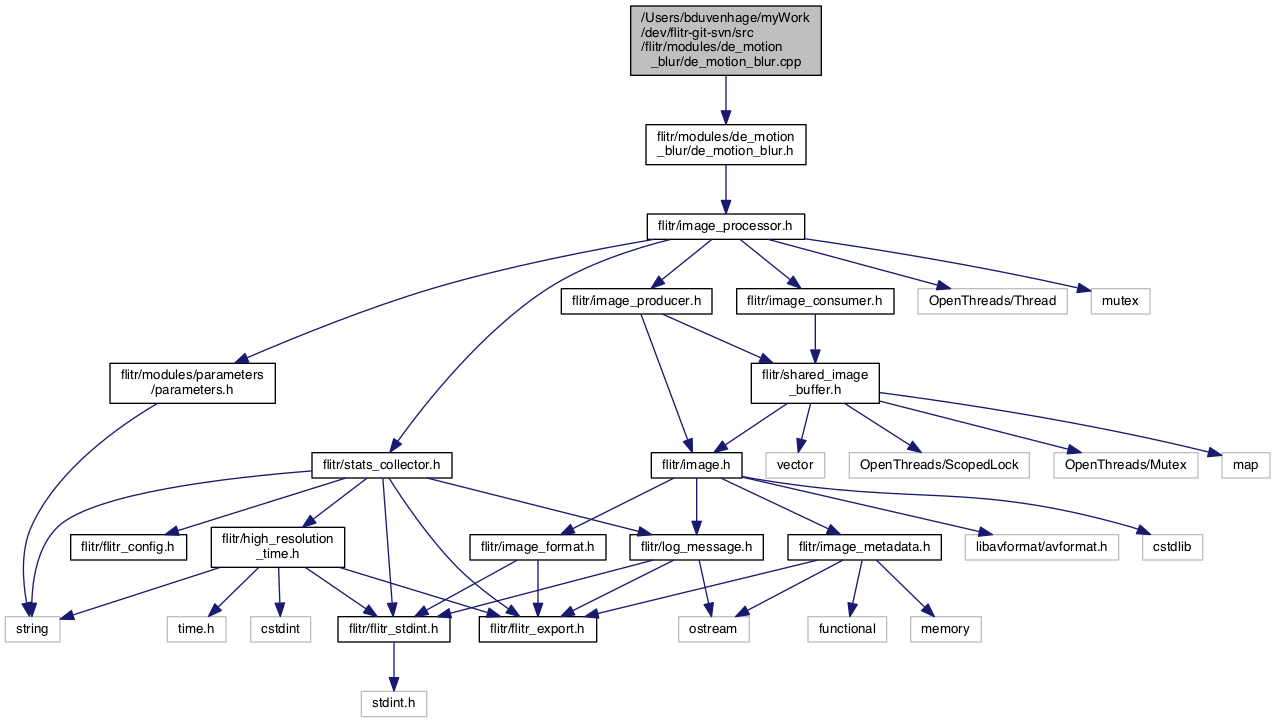 /Users/bduvenhage/myWork
/dev/flitr-git-svn/src
/flitr/modules/de_motion
_blur/de_motion_blur.cpp
flitr/modules/de_motion
_blur/de_motion_blur.h
flitr/image_processor.h
flitr/image_producer.h
flitr/image_consumer.h
OpenThreads/Thread
mutex
flitr/modules/parameters
/parameters.h
flitr/shared_image
_buffer.h
flitr/stats_collector.h
flitr/image.h
vector
OpenThreads/ScopedLock
OpenThreads/Mutex
map
flitr/flitr_config.h
flitr/high_resolution
_time.h
flitr/image_format.h
flitr/log_message.h
flitr/image_metadata.h
libavformat/avformat.h
cstdlib
string
time.h
cstdint
flitr/flitr_stdint.h
flitr/flitr_export.h
ostream
functional
memory
stdint.h